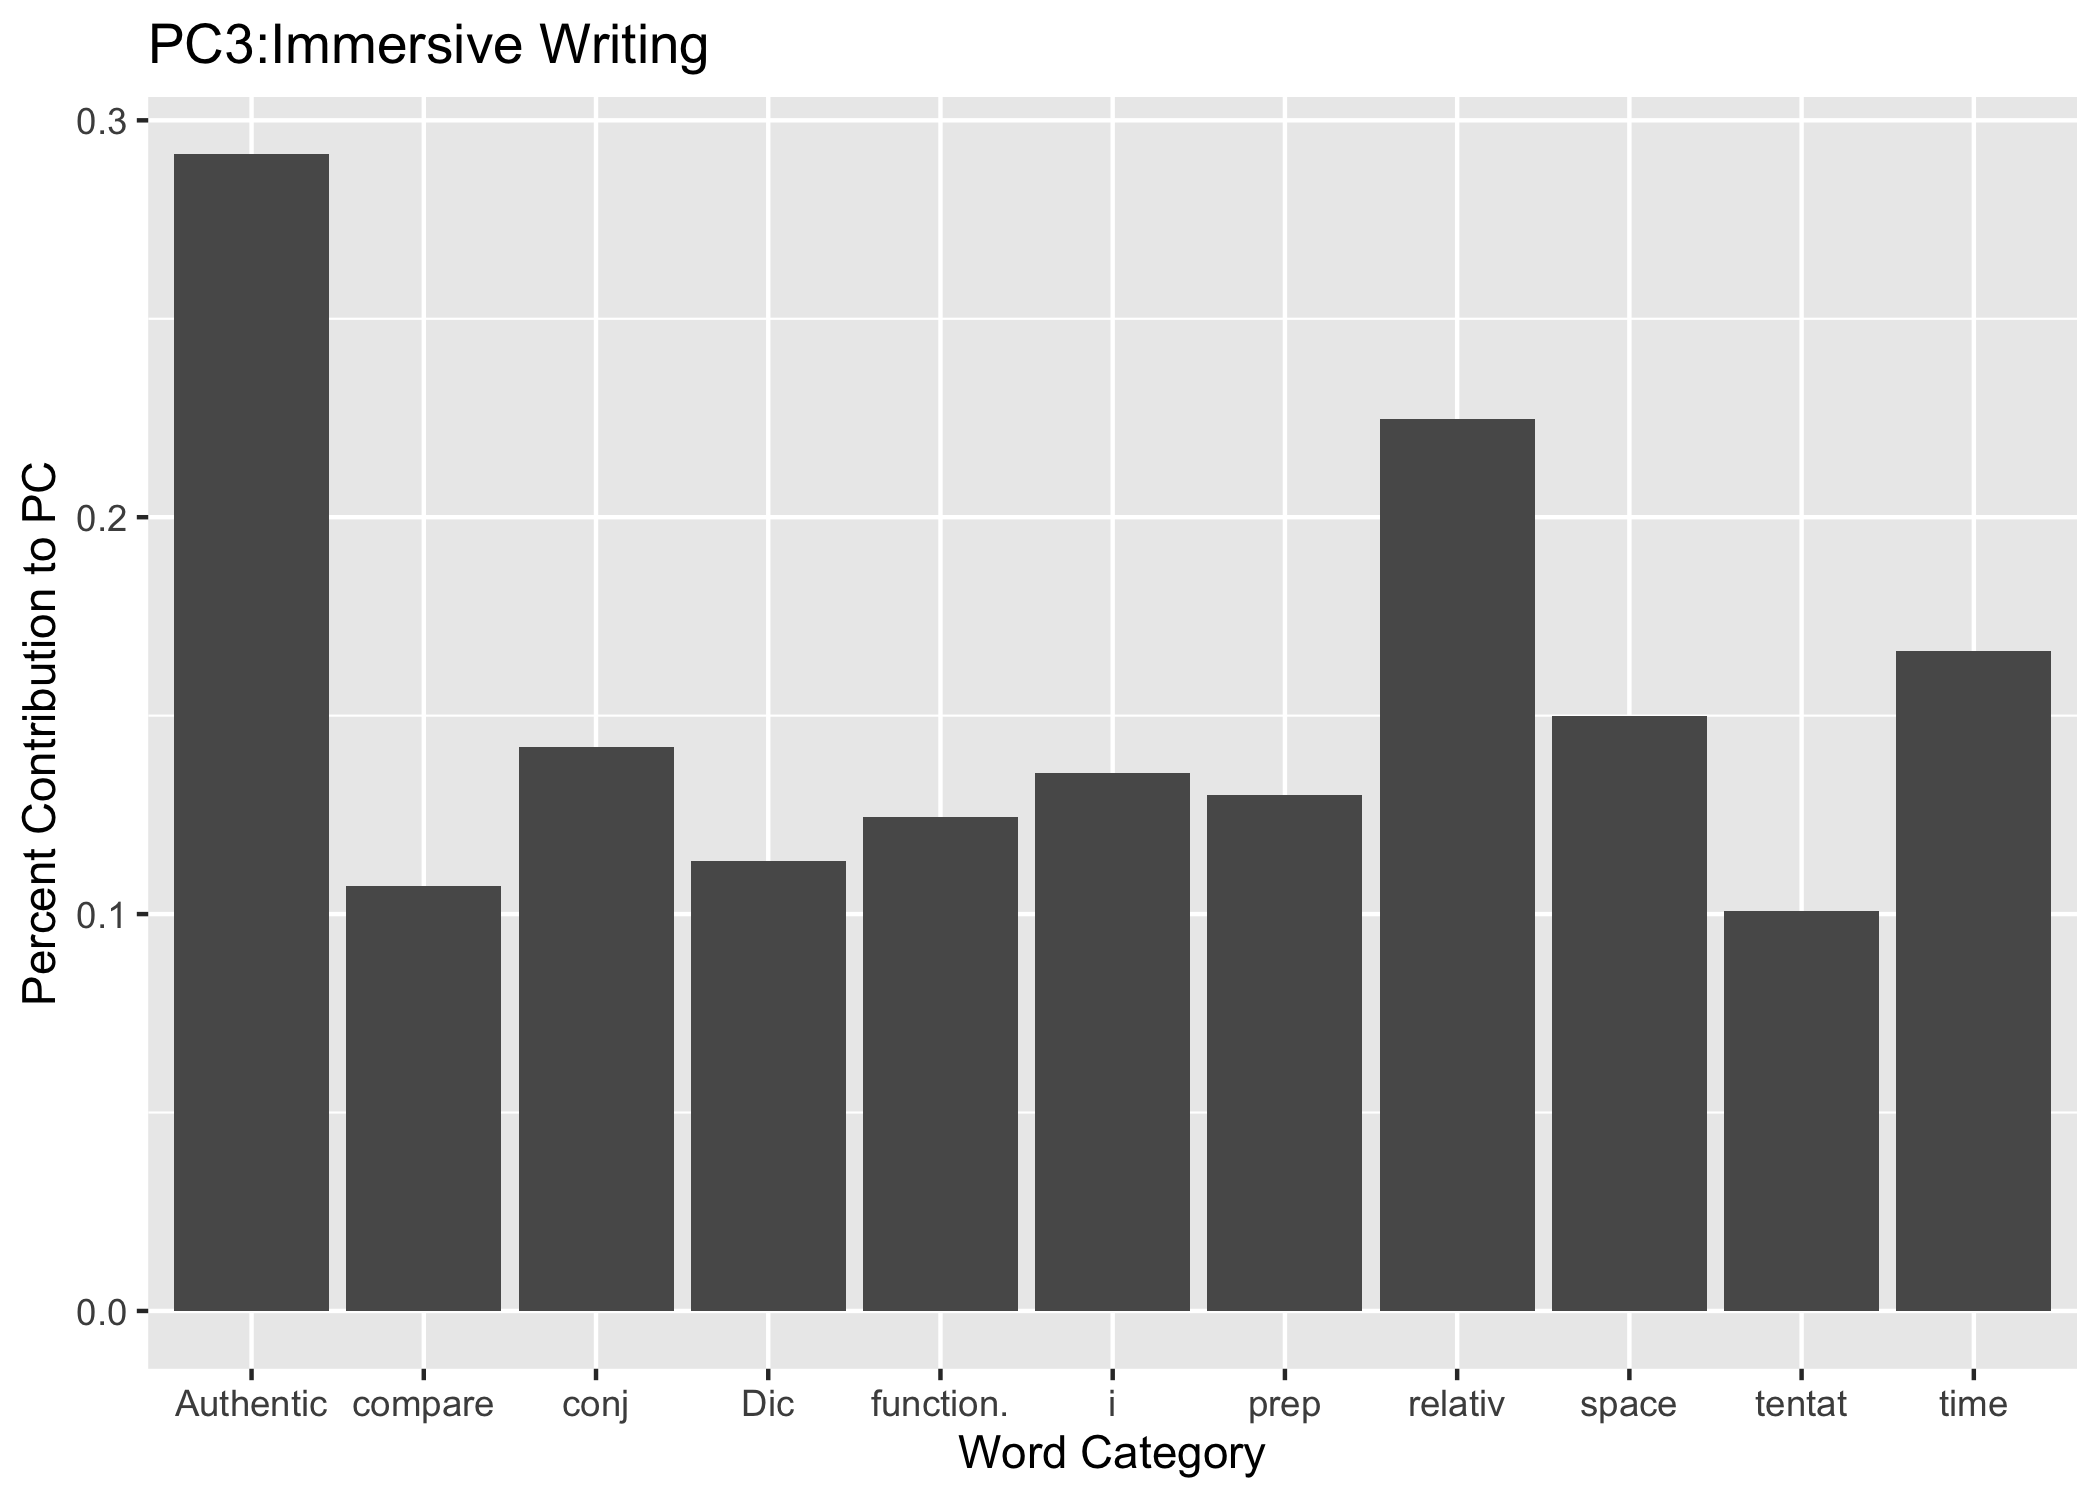 PC3:Immersive Writing
0.3
0.2
0.1
0.0
Percent Contribution to PC
Authentic compare conj Dic function. i prep relativ space tentat time
Word Category